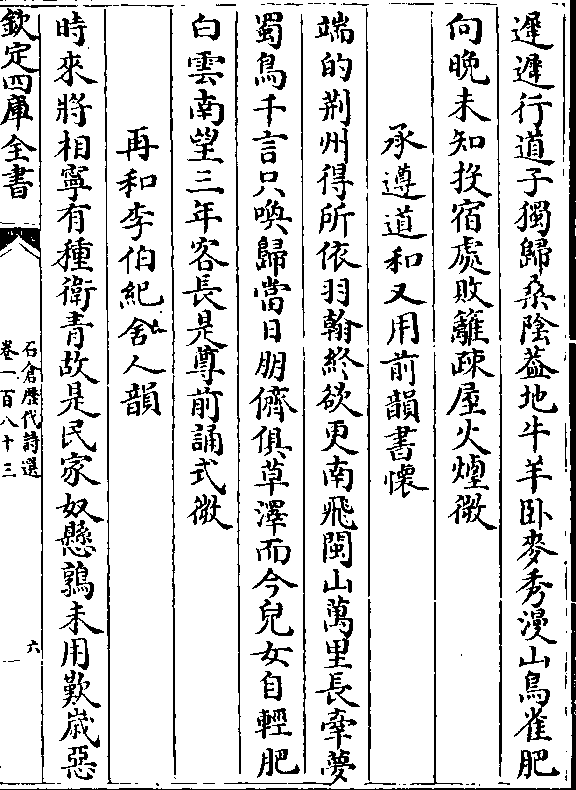 遲遲行道子獨歸桑陰葢地牛羊卧麥秀漫山鳥雀肥
向晚未知投宿處敗籬疎屋火煙微
承遵道和又用前韻書懷
端的荆州得所依羽翰終欲更南飛閩山萬里長牽夢
蜀鳥千言只喚歸當日朋儕俱草澤而今兒女自輕肥
白雲南望三年客長是尊前誦式微
再和李伯紀舍人韻
時來將相寧有種衛青故是民家奴懸鶉未用歎歲惡
欽定四庫全書
石倉歷代詩選
卷一百八十三
六